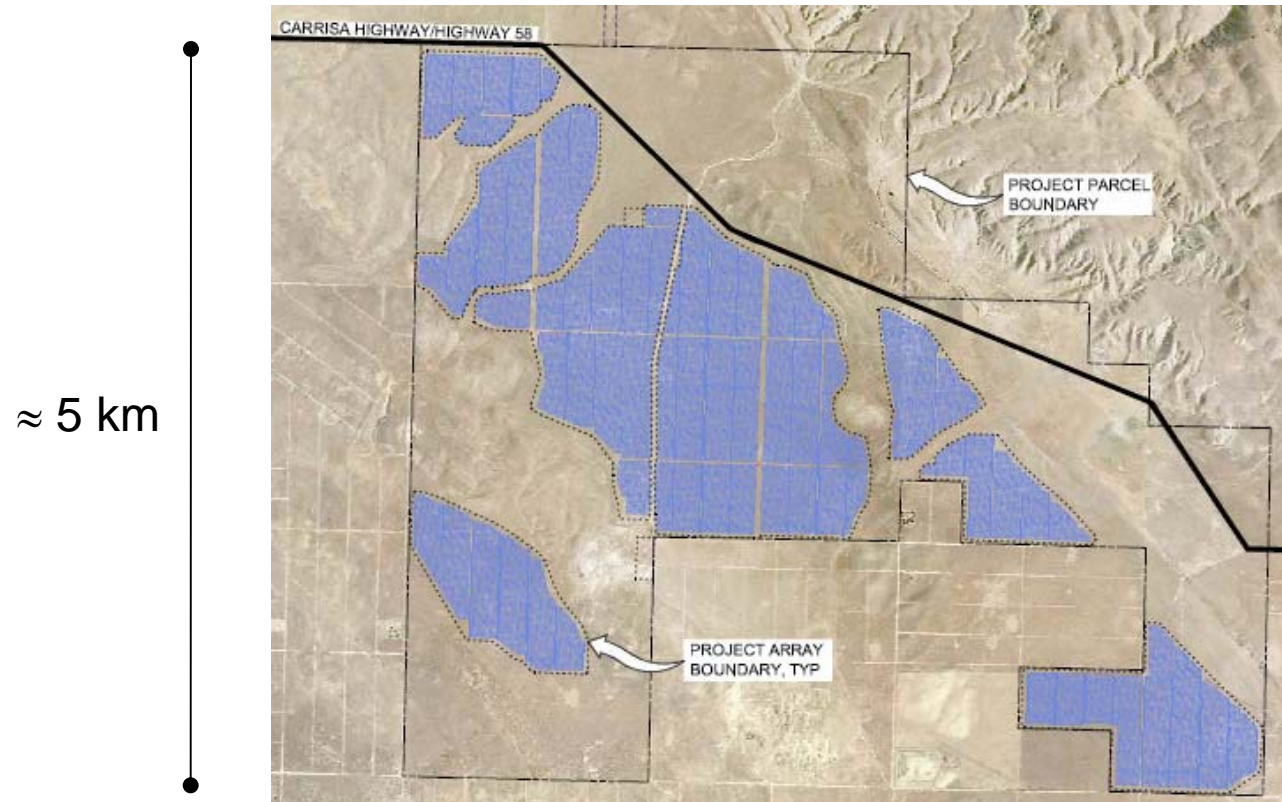 CARRISA HIGHWAY/HIGHWAY 58
PROJECT PARCEL
BOUNDARY
≈ 5 km
PROJECT ARRAY
BOUNDARY, TYP